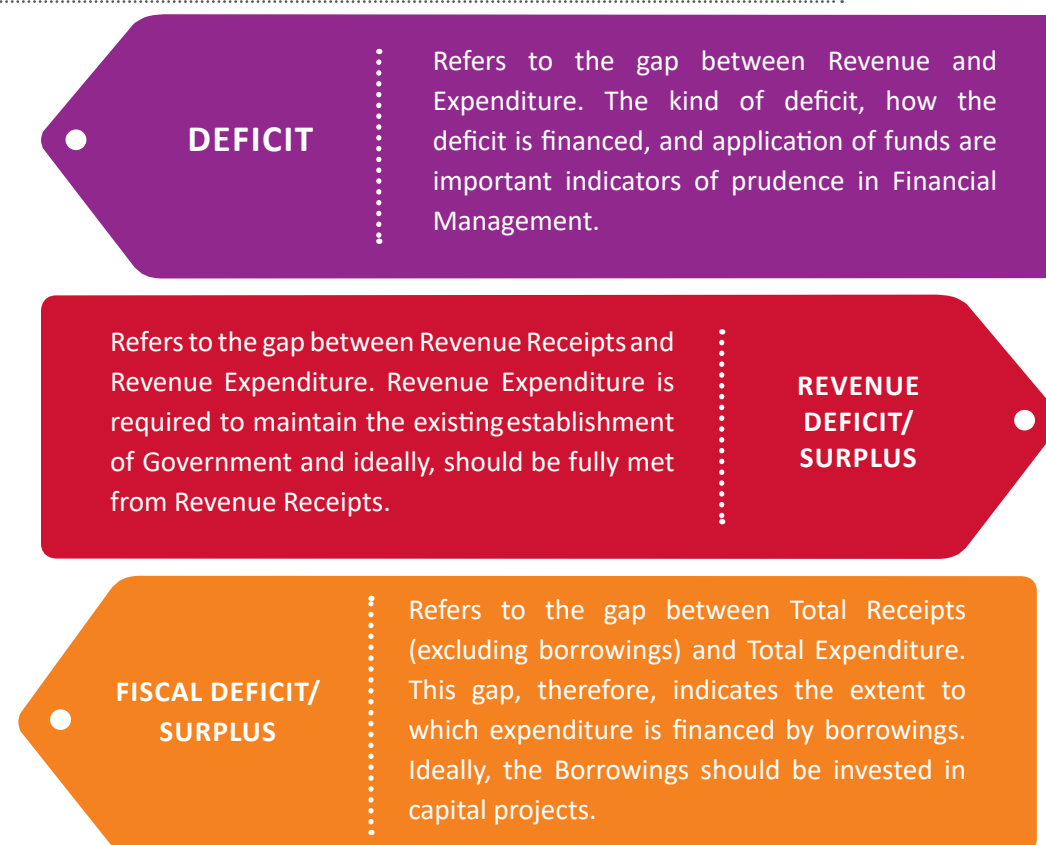 DEFICIT
Refers to the gap between Revenue and
Expenditure. The kind of deficit, how the
deficit is financed, and application of funds are
important indicators of prudence in Financial
Management.
Refers to the gap between Revenue Receipts and
Revenue Expenditure. Revenue Expenditure is
required to maintain the existing establishment
of Government and ideally, should be fully met
from Revenue Receipts.
REVENUE
DEFICIT/
SURPLUS
FISCAL DEFICIT/
SURPLUS
Refers to the gap between Total Receipts
(excluding borrowings) and Total Expenditure.
This gap, therefore, indicates the extent to
which expenditure is financed by borrowings.
Ideally, the Borrowings should be invested in
capital projects.